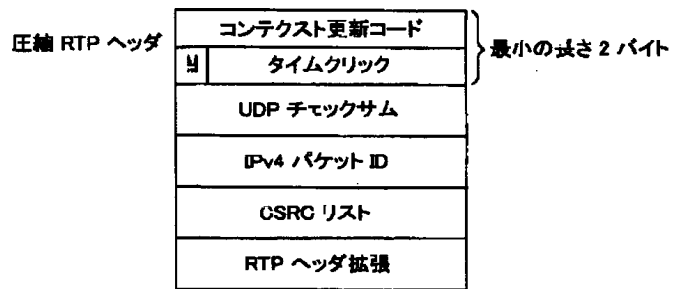 圧縮 RTP ヘッダ
コンテクスト更新コード
M タイムクリック
最小の長さ 2 バイト
UDP チェックサム
IPv4 パケット ID
CSRC リスト
RTP ヘッダ拡張